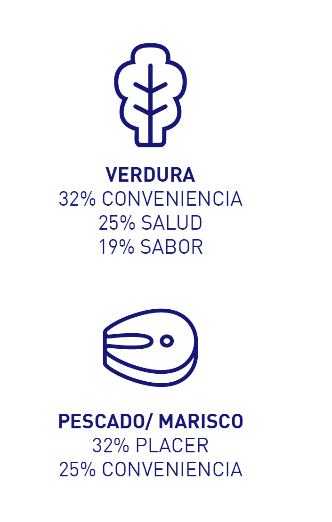 VERDURA
32% CONVENIENCIA
25% SALUD
19% SABOR
PESCADO/ MARISCO
32% PLACER
25% CONVENIENCIA